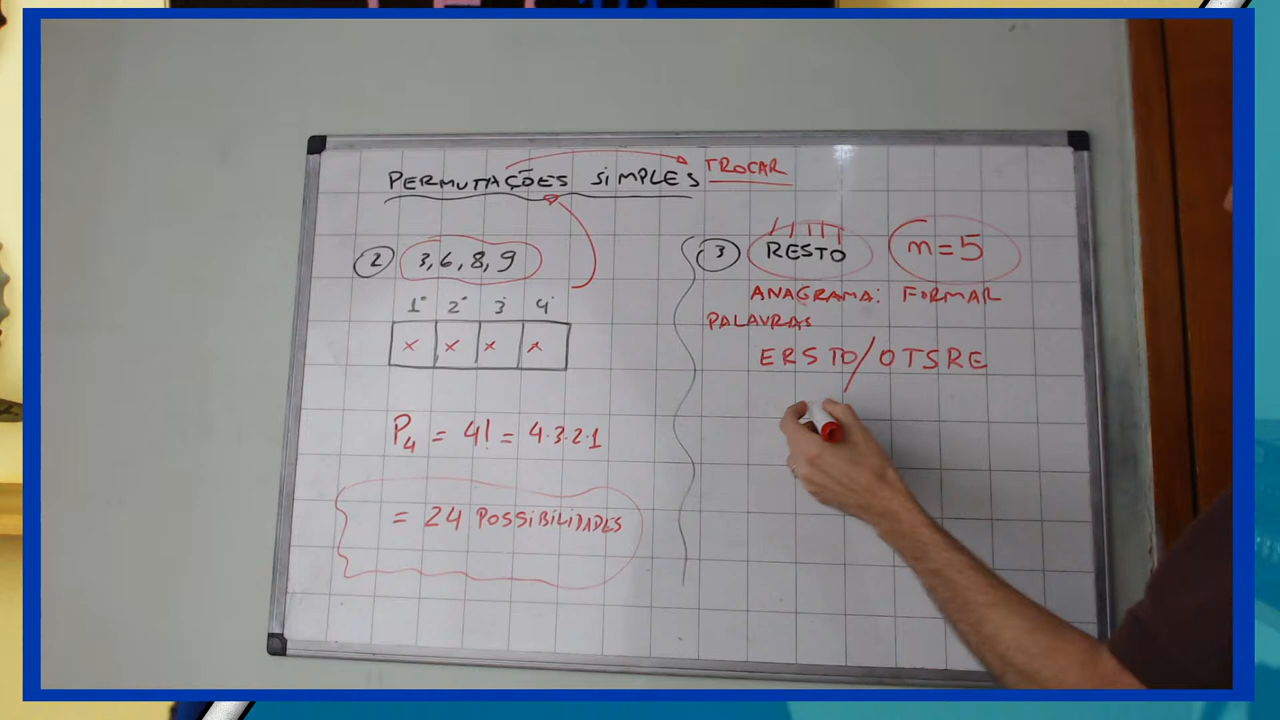 PERMUTAÇÕES SIMPLES TROCAR
2 3, 6, 8, 9
1° 2° 3° 4°
x x x x
P4 = 4! = 4·3·2·1
= 24 POSSIBILIDADES
3 RESTO m = 5
ANAGRAMA: FORMAR
PALAVRAS
ERSTO/OTSRE